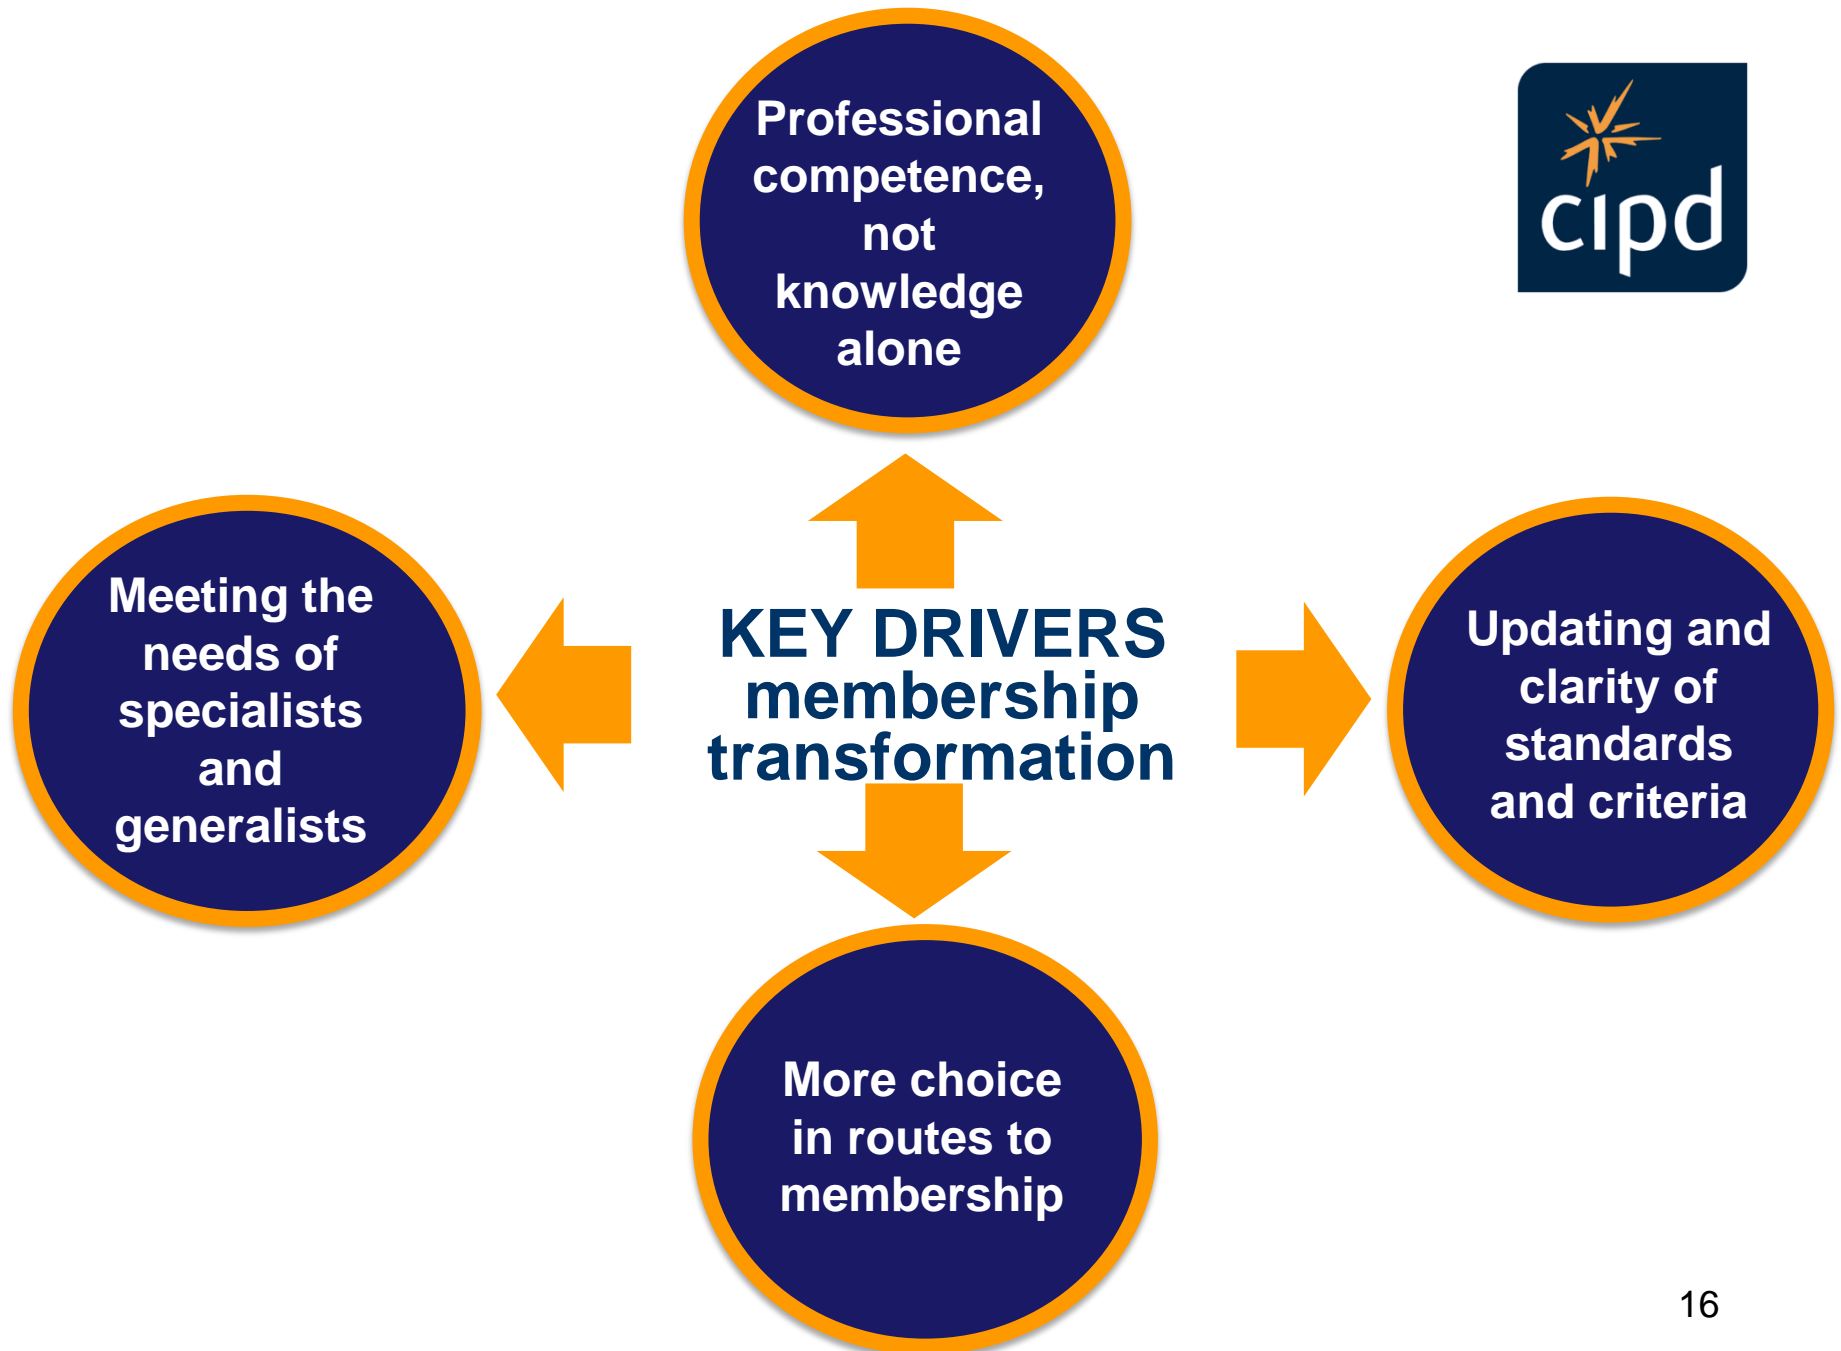 Professional
competence,
not
knowledge
alone
cipd
Meeting the
needs of
specialists
and
generalists
KEY DRIVERS
membership
transformation
Updating and
clarity of
standards
and criteria
More choice
in routes to
membership
16